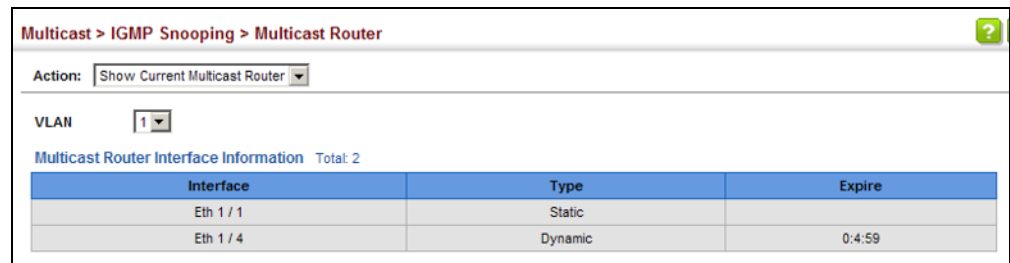 Multicast > IGMP Snooping > Multicast Router
?
Action: Show Current Multicast Router
VLAN 1
Multicast Router Interface Information Total: 2
Interface Type Expire
Eth 1 / 1 Static
Eth 1 / 4 Dynamic 0:4:59